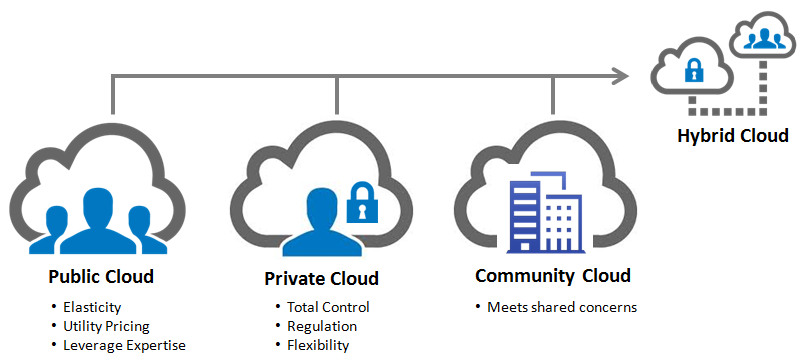 Hybrid Cloud
Public Cloud
• Elasticity
• Utility Pricing
• Leverage Expertise
Private Cloud
• Total Control
• Regulation
• Flexibility
Community Cloud
• Meets shared concerns